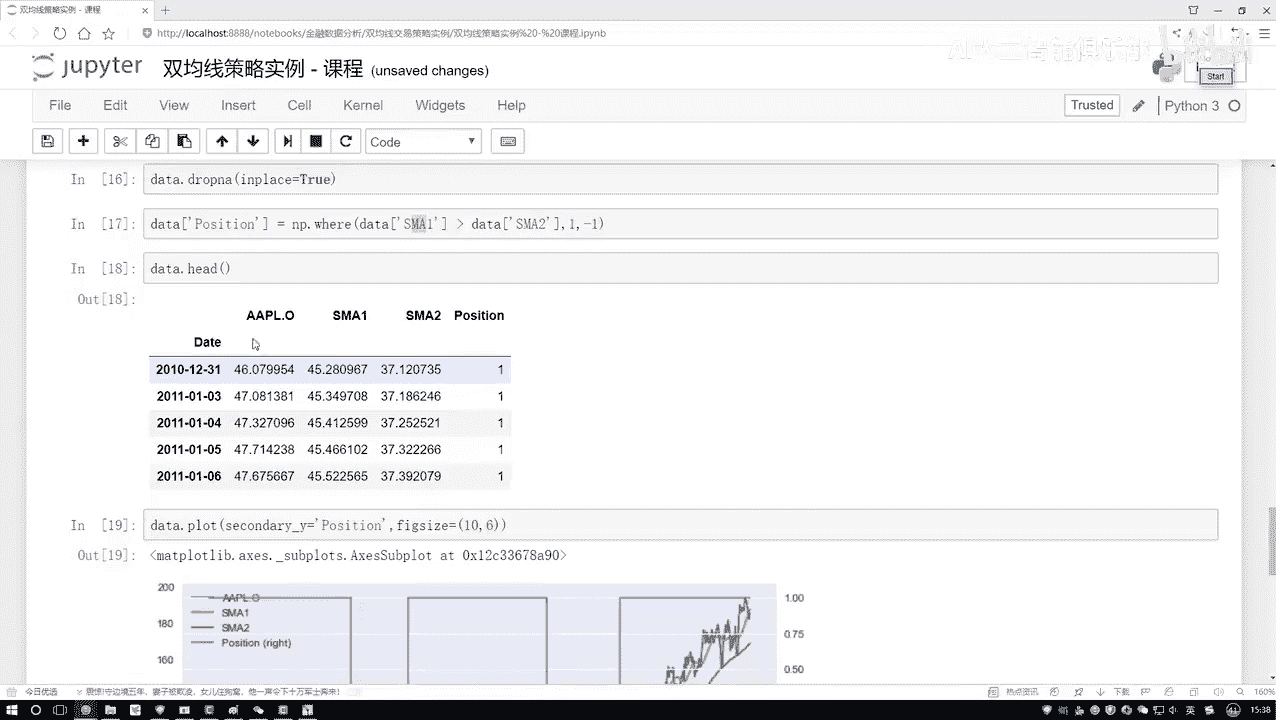 双均线策略实例 - 课程
http://localhost:8888/notebooks/金融数据分析/双均线交易策略实例/双均线策略实例%20-%20课程.ipynb
jupyter 双均线策略实例 - 课程 (unsaved changes)
Start
File Edit View Insert Cell Kernel Widgets Help
Trusted Python 3
Code
In [16]: data.dropna(inplace=True)
In [17]: data['Position'] = np.where(data['SMA1'] > data['SMA2'],1,-1)
In [18]: data.head()
Out[18]:
AAPL.O SMA1 SMA2 Position
Date
2010-12-31 46.079954 45.280967 37.120735 1
2011-01-03 47.081381 45.349708 37.186246 1
2011-01-04 47.327096 45.412599 37.252521 1
2011-01-05 47.714238 45.466102 37.322266 1
2011-01-06 47.675667 45.522565 37.392079 1
In [19]: data.plot(secondary_y='Position',figsize=(10,6))
Out[19]: <matplotlib.axes._subplots.AxesSubplot at 0x12c33678a90>
200
180
160
AAPL.O
SMA1
SMA2
Position (right)
1.00
0.75
0.50
今日优选
热点资讯 下载 160%
英 15:38